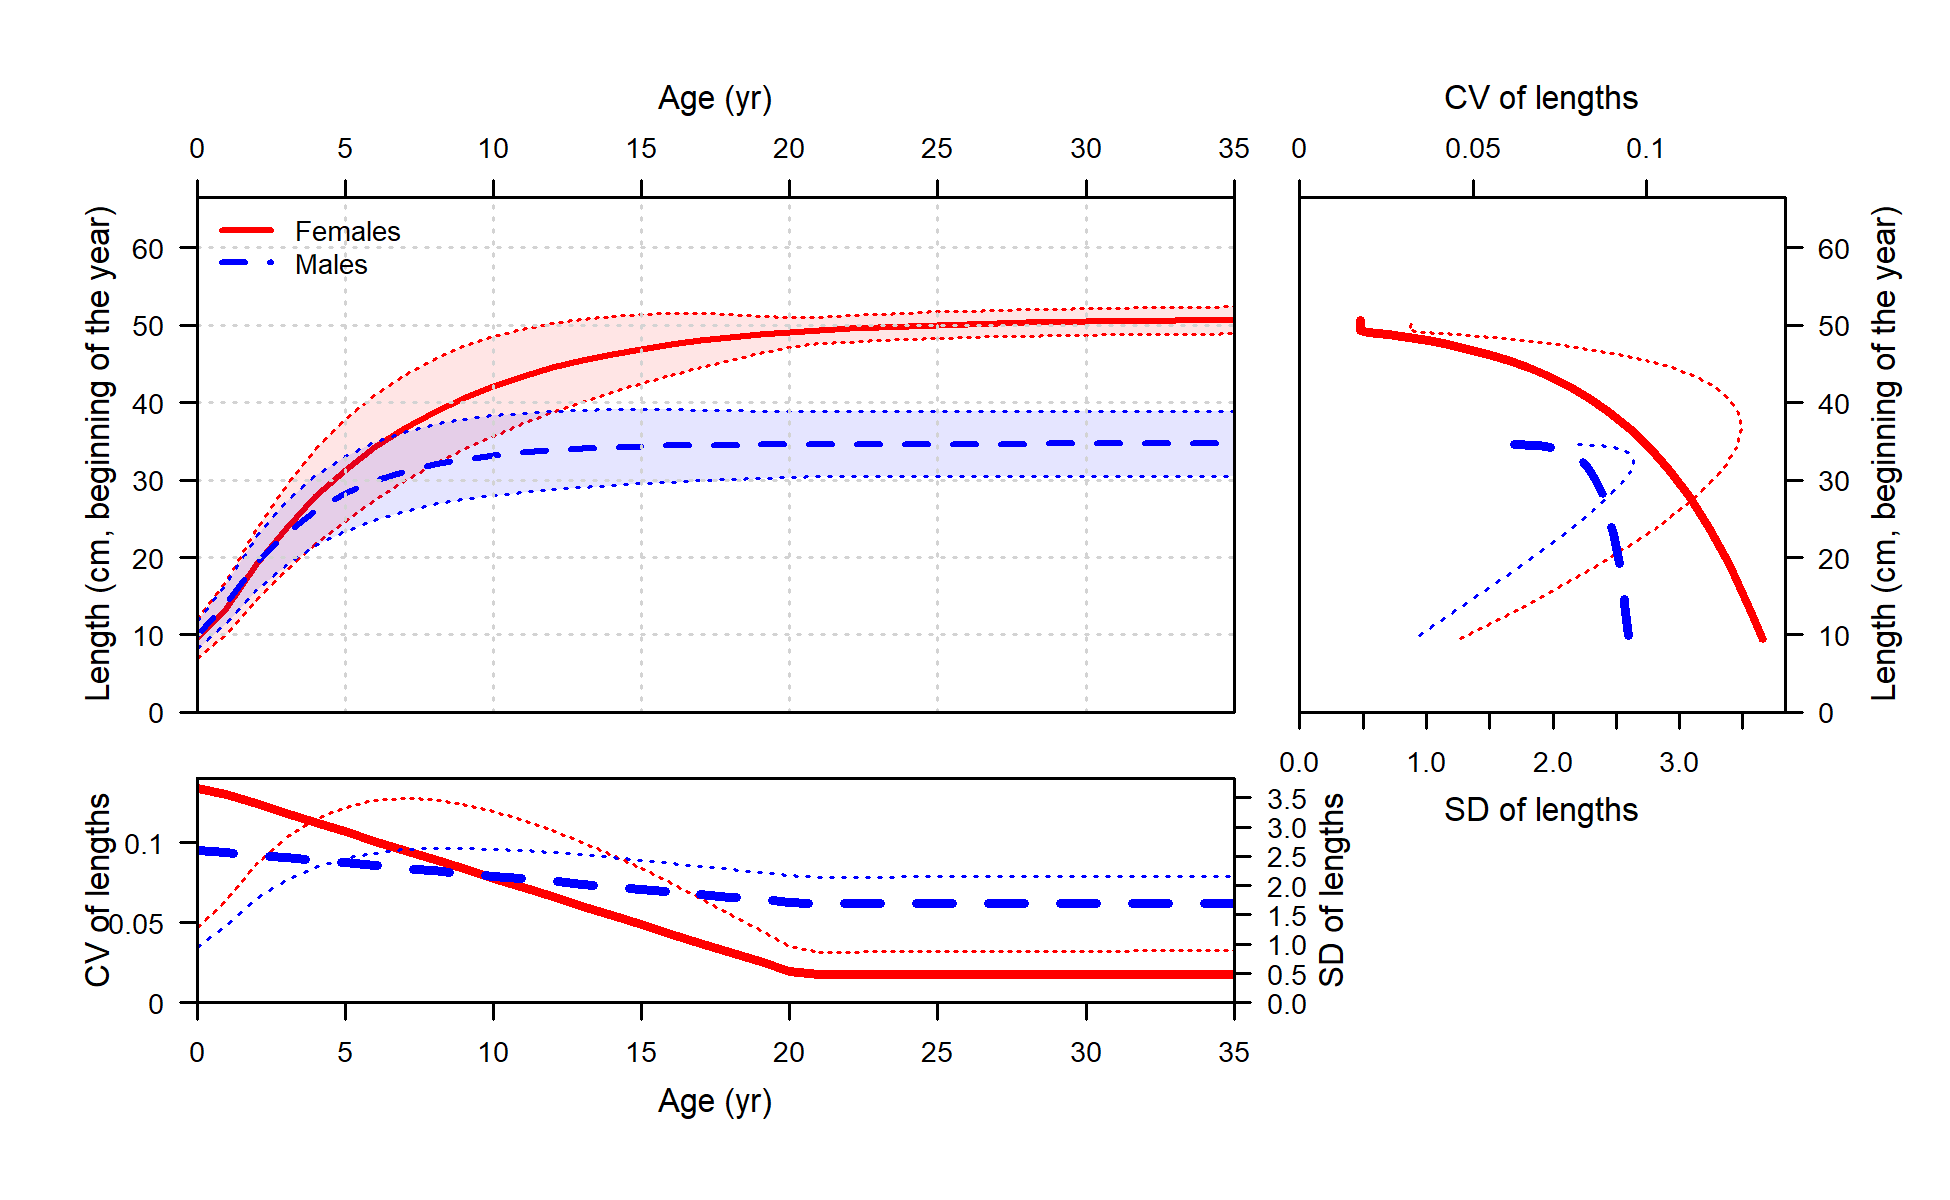 Age (yr)
CV of lengths
0 5 10 15 20 25 30 35
0 0.05 0.1
Females
Males
Length (cm, beginning of the year)
60
50
40
30
20
10
0
60
50
40
30
20
10
0
Length (cm, beginning of the year)
0.0 1.0 2.0 3.0
SD of lengths
CV of lengths
0.1
0.05
0
3.5
3.0
2.5
2.0
1.5
1.0
0.5
0.0
SD of lengths
0 5 10 15 20 25 30 35
Age (yr)